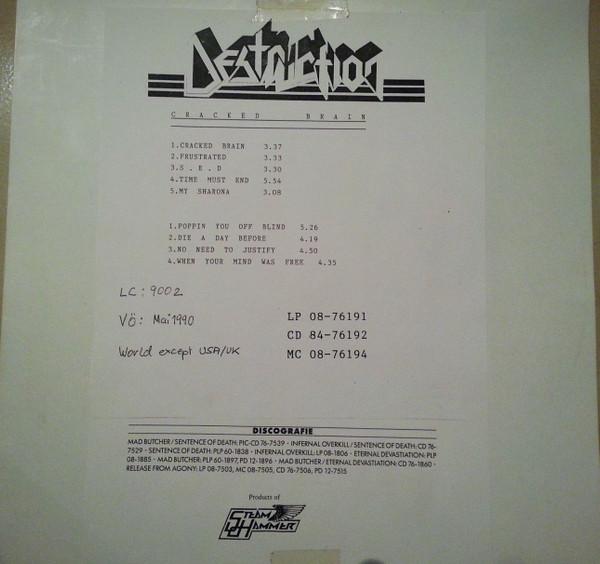 Destruction
CRACKED BRAIN
1.CRACKED BRAIN 3.37
2.FRUSTRATED 3.33
3.S . E . D 3.30
4.TIME MUST END 5.54
5.MY SHARONA 3.08
1.POPPIN YOU OFF BLIND 5.26
2.DIE A DAY BEFORE 4.19
3.NO NEED TO JUSTIFY 4.50
4.WHEN YOUR MIND WAS FREE 4.35
LC: 9002
VÖ: Mai 1990
World except USA/UK
LP 08-76191
CD 84-76192
MC 08-76194
DISCOGRAFIE
MAD BUTCHER/SENTENCE OF DEATH: PIC-CD 76-7539 · INFERNAL OVERKILL/SENTENCE OF DEATH: CD 76-
7529 · SENTENCE OF DEATH: PLP 60-1838 · INFERNAL OVERKILL: LP 08-1806 · ETERNAL DEVASTATION: PLP
08-1885 · MAD BUTCHER: PLP 60-1897, PD 12-1896 · MAD BUTCHER/ETERNAL DEVASTATION: CD 76-1860 ·
RELEASE FROM AGONY: LP 08-7503, MC 08-7505, CD 76-7506, PD 12-7515
Products of
STEAM
HAMMER